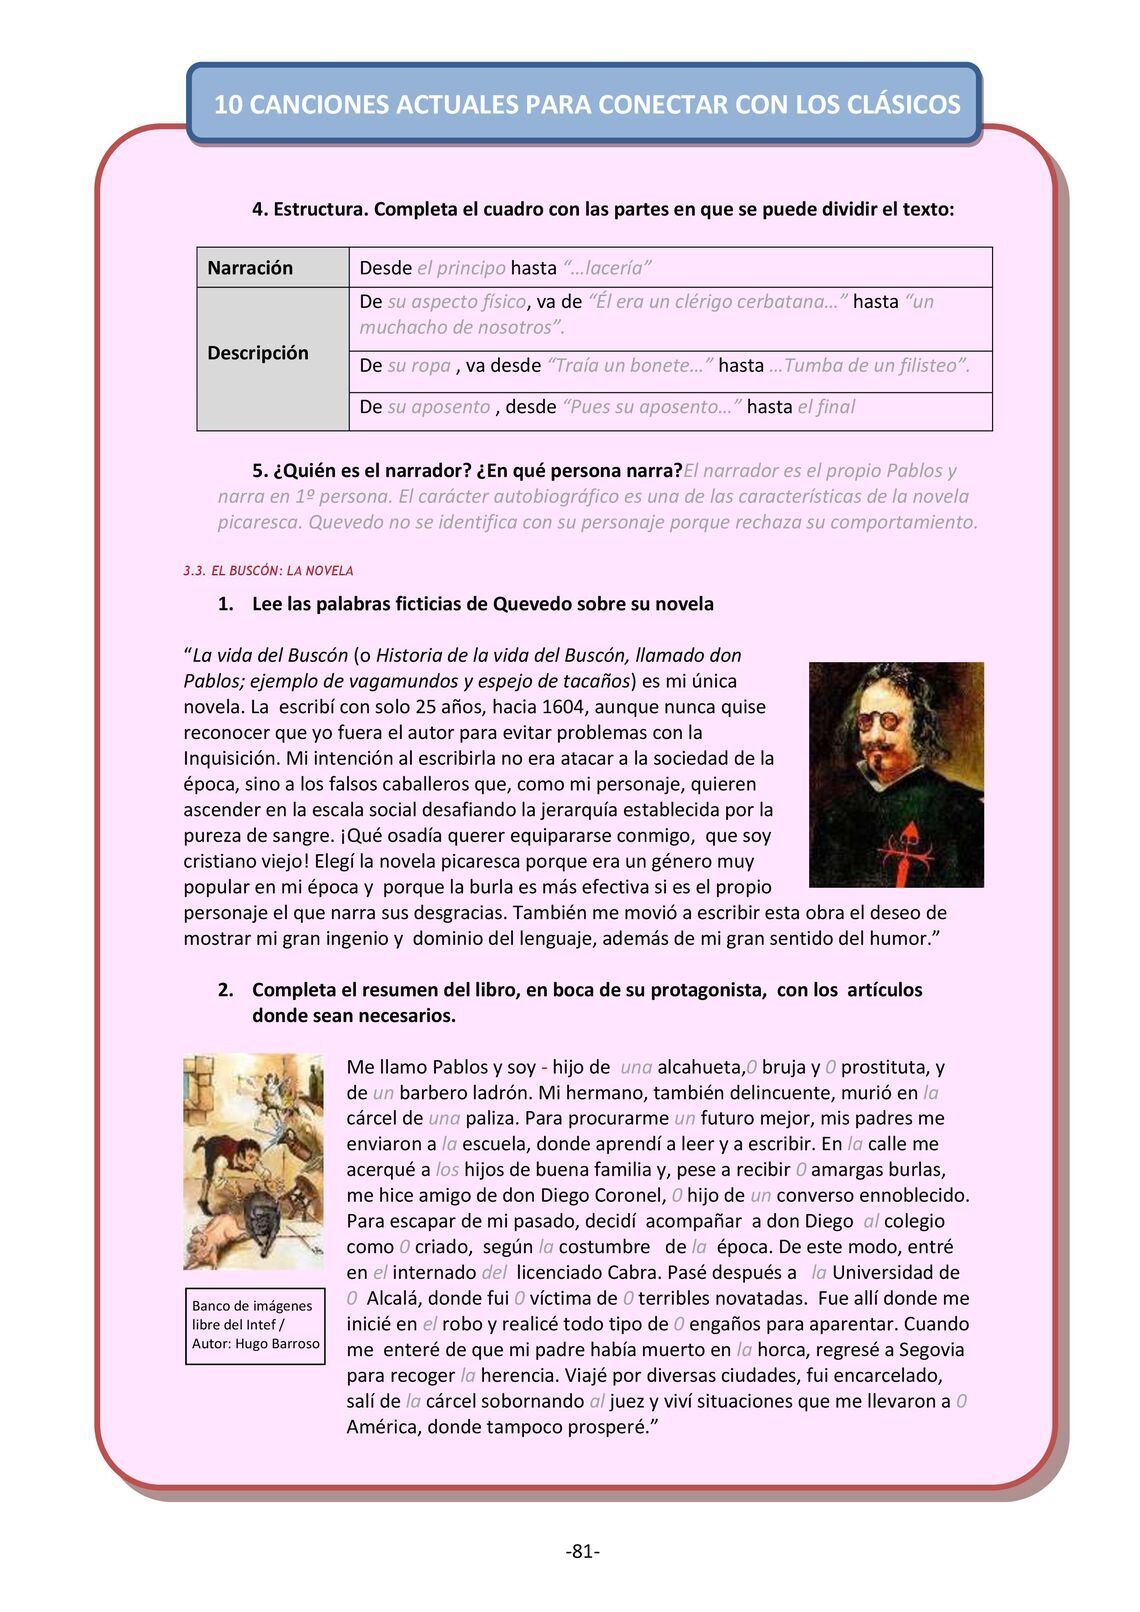 10 CANCIONES ACTUALES PARA CONECTAR CON LOS CLÁSICOS
4. Estructura. Completa el cuadro con las partes en que se puede dividir el texto:
Narración
Desde el principo hasta “…lacería”
Descripción
De su aspecto físico, va de “Él era un clérigo cerbatana…” hasta “un
muchacho de nosotros”.
De su ropa , va desde “Traía un bonete…” hasta …Tumba de un filisteo”.
De su aposento , desde “Pues su aposento…” hasta el final
5. ¿Quién es el narrador? ¿En qué persona narra?El narrador es el propio Pablos y
narra en 1º persona. El carácter autobiográfico es una de las características de la novela
picaresca. Quevedo no se identifica con su personaje porque rechaza su comportamiento.
3.3. EL BUSCÓN: LA NOVELA
1. Lee las palabras ficticias de Quevedo sobre su novela
“La vida del Buscón (o Historia de la vida del Buscón, llamado don
Pablos; ejemplo de vagamundos y espejo de tacaños) es mi única
novela. La escribí con solo 25 años, hacia 1604, aunque nunca quise
reconocer que yo fuera el autor para evitar problemas con la
Inquisición. Mi intención al escribirla no era atacar a la sociedad de la
época, sino a los falsos caballeros que, como mi personaje, quieren
ascender en la escala social desafiando la jerarquía establecida por la
pureza de sangre. ¡Qué osadía querer equipararse conmigo, que soy
cristiano viejo! Elegí la novela picaresca porque era un género muy
popular en mi época y porque la burla es más efectiva si es el propio
personaje el que narra sus desgracias. También me movió a escribir esta obra el deseo de
mostrar mi gran ingenio y dominio del lenguaje, además de mi gran sentido del humor.”
2. Completa el resumen del libro, en boca de su protagonista, con los artículos
donde sean necesarios.
Me llamo Pablos y soy - hijo de una alcahueta,0 bruja y 0 prostituta, y
de un barbero ladrón. Mi hermano, también delincuente, murió en la
cárcel de una paliza. Para procurarme un futuro mejor, mis padres me
enviaron a la escuela, donde aprendí a leer y a escribir. En la calle me
acerqué a los hijos de buena familia y, pese a recibir 0 amargas burlas,
me hice amigo de don Diego Coronel, 0 hijo de un converso ennoblecido.
Para escapar de mi pasado, decidí acompañar a don Diego al colegio
como 0 criado, según la costumbre de la época. De este modo, entré
en el internado del licenciado Cabra. Pasé después a la Universidad de
0 Alcalá, donde fui 0 víctima de 0 terribles novatadas. Fue allí donde me
inicié en el robo y realicé todo tipo de 0 engaños para aparentar. Cuando
me enteré de que mi padre había muerto en la horca, regresé a Segovia
para recoger la herencia. Viajé por diversas ciudades, fui encarcelado,
salí de la cárcel sobornando al juez y viví situaciones que me llevaron a 0
América, donde tampoco prosperé.”
Banco de imágenes
libre del Intef /
Autor: Hugo Barroso
-81-